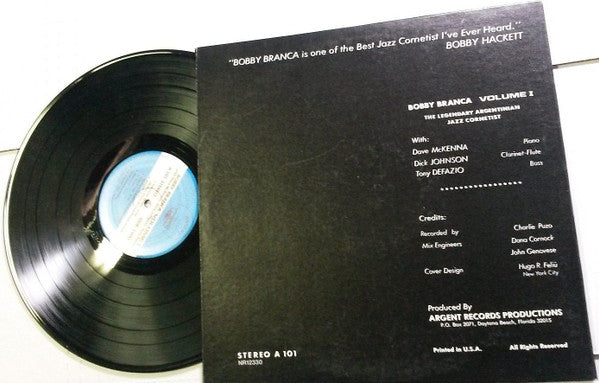 "BOBBY BRANCA is one of the Best Jazz Cornetist I've Ever Heard."
BOBBY HACKETT
BOBBY BRANCA VOLUME I
THE LEGENDARY ARGENTINIAN
JAZZ CORNETIST
With:
Dave McKENNA Piano
Dick JOHNSON Clarinet-Flute
Tony DEFAZIO Bass
Credits:
Recorded by Charlie Puzo
Mix Engineers Dana Cornock
John Genovese
Cover Design Hugo R. Feliú
New York City
Produced By
ARGENT RECORDS PRODUCTIONS
P.O. Box 2071, Daytona Beach, Florida 32015
STEREO A 101
NR12330
Printed in U.S.A. All Rights Reserved